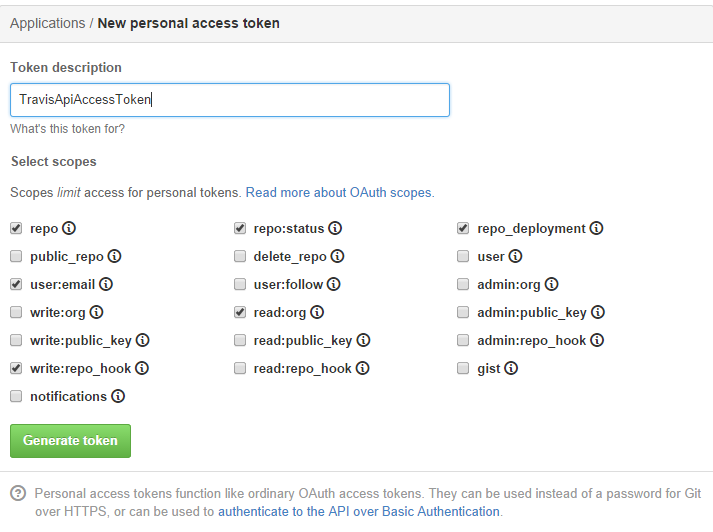 Applications / New personal access token
Token description
TravisApiAccessToken
What's this token for?
Select scopes
Scopes limit access for personal tokens. Read more about OAuth scopes.
repo repo:status repo_deployment
public_repo delete_repo user
user:email user:follow admin:org
write:org read:org admin:public_key
write:public_key read:public_key admin:repo_hook
write:repo_hook read:repo_hook gist
notifications
Generate token
Personal access tokens function like ordinary OAuth access tokens. They can be used instead of a password for Git
over HTTPS, or can be used to authenticate to the API over Basic Authentication.